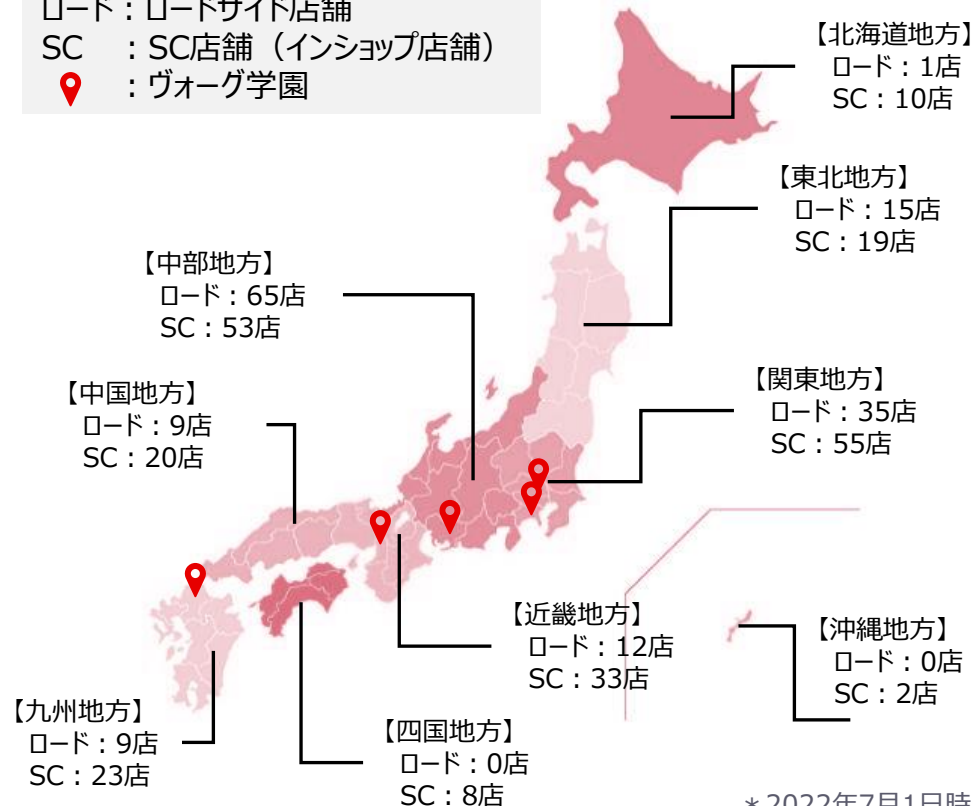 ロード：ロードサイド店舗
SC　：SC店舗（インショップ店舗）
：ヴォーグ学園
【北海道地方】
ロード：1店
SC：10店
【東北地方】
ロード：15店
SC：19店
【中部地方】
ロード：65店
SC：53店
【中国地方】
ロード：9店
SC：20店
【関東地方】
ロード：35店
SC：55店
【近畿地方】
ロード：12店
SC：33店
【沖縄地方】
ロード：0店
SC：2店
【九州地方】
ロード：9店
SC：23店
【四国地方】
ロード：0店
SC：8店
＊2022年7月1日時